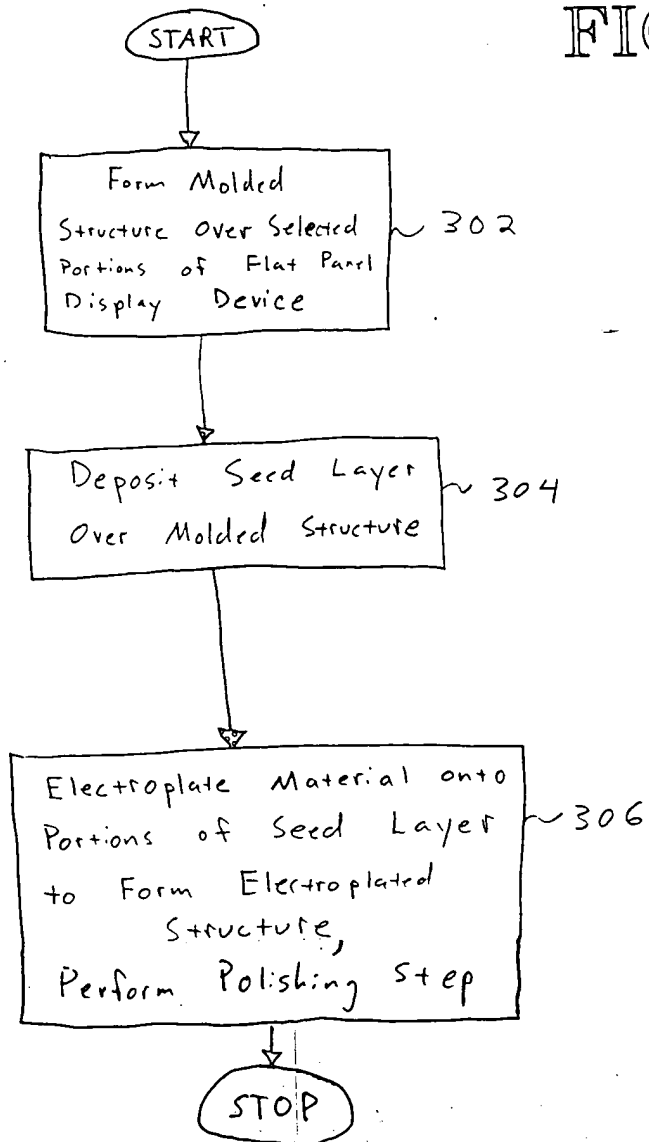 START
Form Molded
Structure Over Selected
Portions of Flat Panel
Display Device
302
Deposit Seed Layer
Over Molded Structure
304
Electroplate Material onto
Portions of Seed Layer
to Form Electroplated
Structure,
Perform Polishing Step
306
STOP